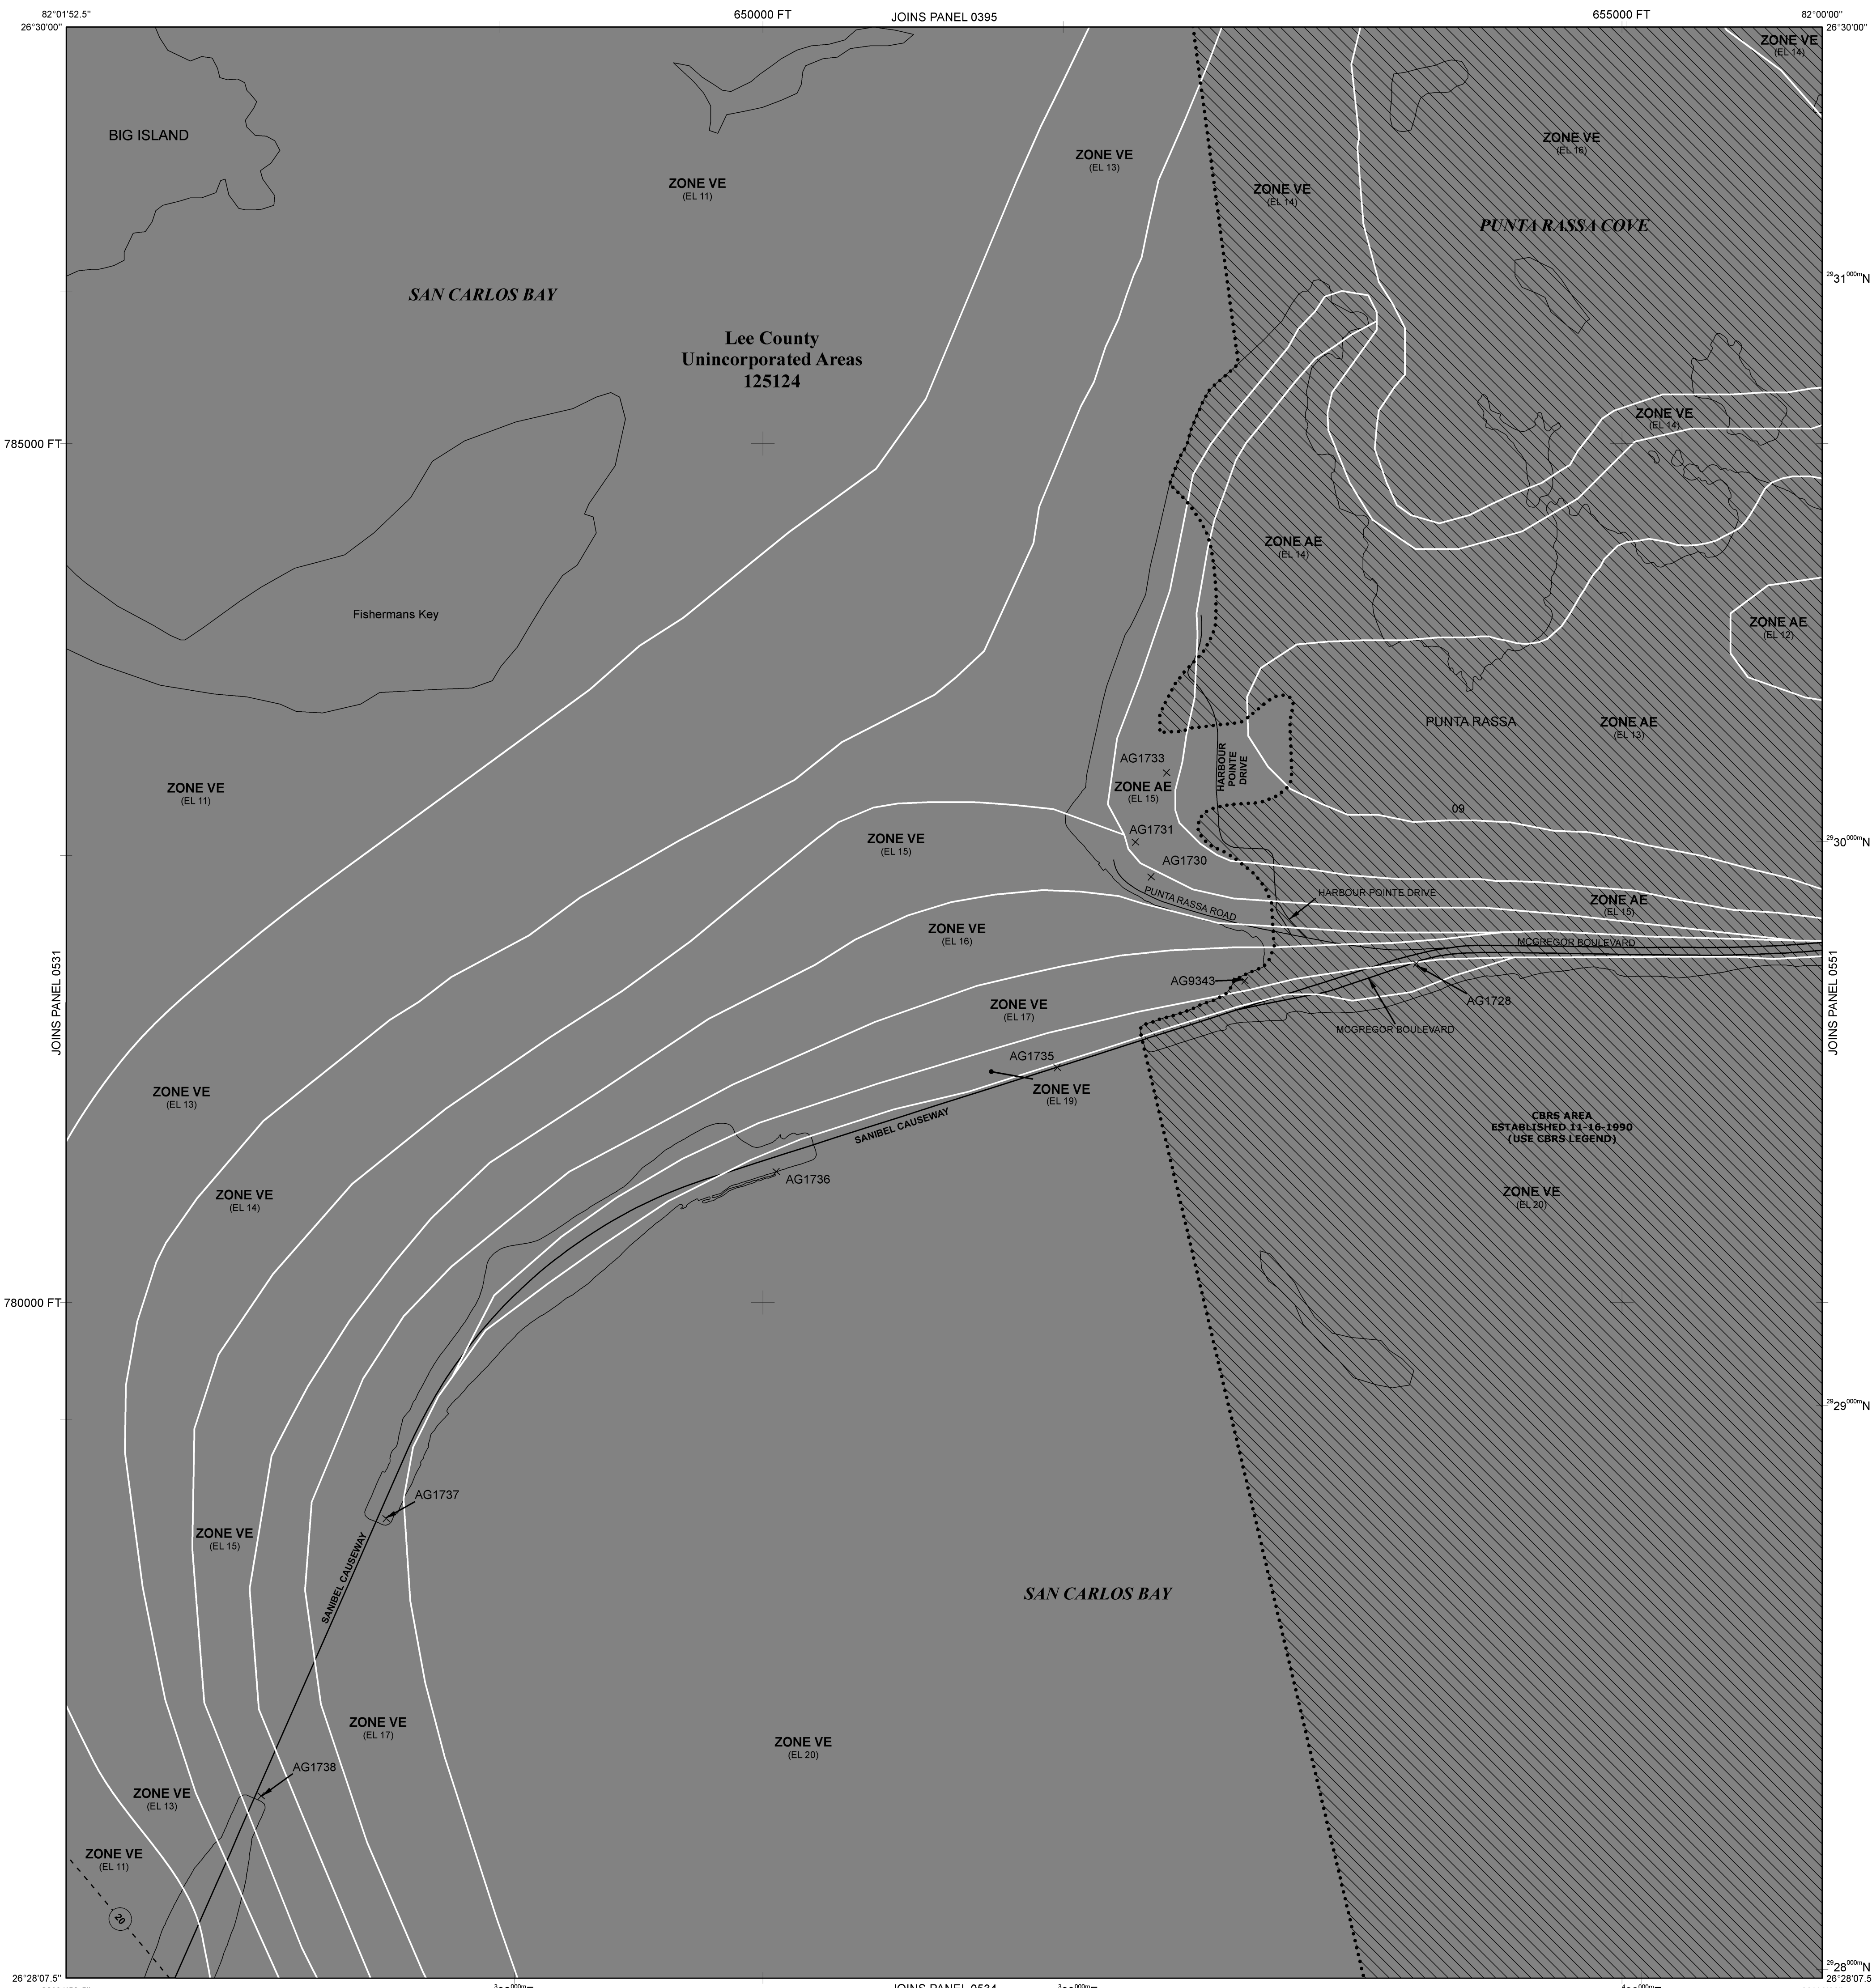 82°01'52.5"
650000 FT
JOINS PANEL 0395
655000 FT
82°00'00"
26°30'00"
26°30'00"
ZONE VE
(EL 14)
BIG ISLAND
ZONE VE
(EL 16)
ZONE VE
(EL 13)
ZONE VE
(EL 11)
ZONE VE
(EL 14)
PUNTA RASSA COVE
2931000m N
SAN CARLOS BAY
Lee County
Unincorporated Areas
125124
ZONE VE
(EL 14)
785000 FT
ZONE AE
(EL 14)
Fishermans Key
ZONE AE
(EL 12)
PUNTA RASSA
ZONE AE
(EL 13)
AG1733
HARBOUR
POINTE
DRIVE
ZONE VE
(EL 11)
ZONE AE
(EL 15)
09
AG1731
ZONE VE
(EL 15)
2930000m N
AG1730
PUNTA RASSA ROAD
HARBOUR POINTE DRIVE
ZONE AE
(EL 15)
ZONE VE
(EL 16)
MCGREGOR BOULEVARD
JOINS PANEL 0531
JOINS PANEL 0551
AG9343
AG1728
ZONE VE
(EL 17)
MCGREGOR BOULEVARD
AG1735
ZONE VE
(EL 19)
ZONE VE
(EL 13)
SANIBEL CAUSEWAY
CBRS AREA
ESTABLISHED 11-16-1990
(USE CBRS LEGEND)
AG1736
ZONE VE
(EL 14)
ZONE VE
(EL 20)
780000 FT
2929000m N
AG1737
ZONE VE
(EL 15)
SANIBEL CAUSEWAY
SAN CARLOS BAY
ZONE VE
(EL 17)
ZONE VE
(EL 20)
AG1738
ZONE VE
(EL 13)
ZONE VE
(EL 11)
20
2928000m N
26°28'07.5"
26°28'07.5
JOINS PANEL 0534